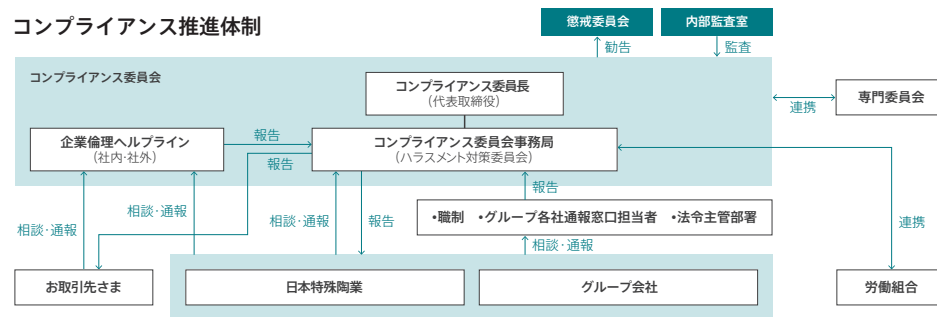 コンプライアンス推進体制
懲戒委員会
内部監査室
勧告
監査
コンプライアンス委員会
コンプライアンス委員長
(代表取締役)
専門委員会
連携
企業倫理ヘルプライン
(社内・社外)
報告
報告
コンプライアンス委員会事務局
(ハラスメント対策委員会)
相談・通報
相談・通報
相談・通報
報告
報告
•職制 •グループ各社通報窓口担当者 •法令主管部署
相談・通報
連携
お取引先さま
日本特殊陶業
グループ会社
労働組合